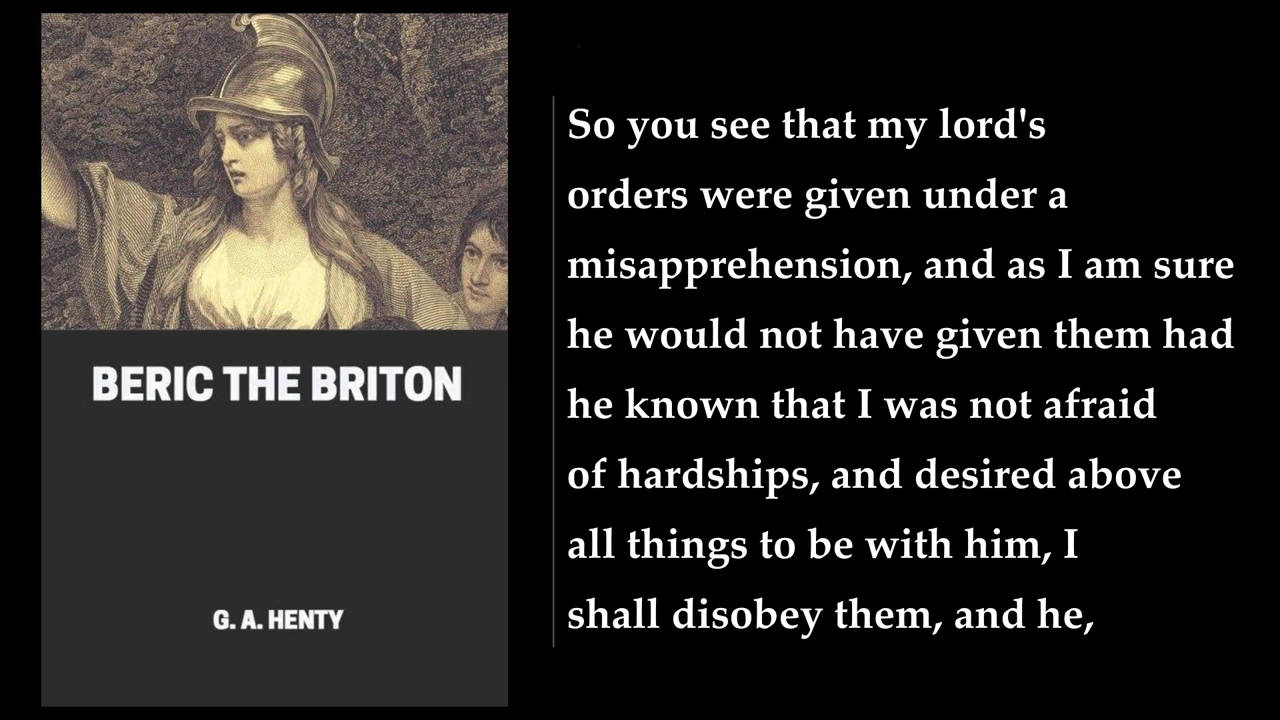 BERIC THE BRITON
G. A. HENTY
So you see that my lord's
orders were given under a
misapprehension, and as I am sure
he would not have given them had
he known that I was not afraid
of hardships, and desired above
all things to be with him, I
shall disobey them, and he,